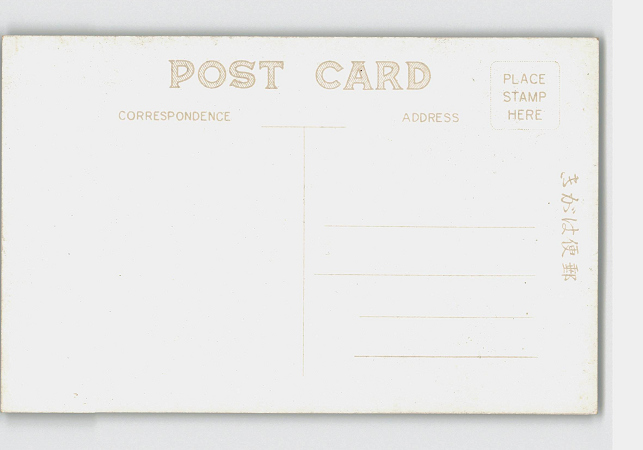 POST CARD
CORRESPONDENCE
ADDRESS
PLACE
STAMP
HERE
きがは便郵